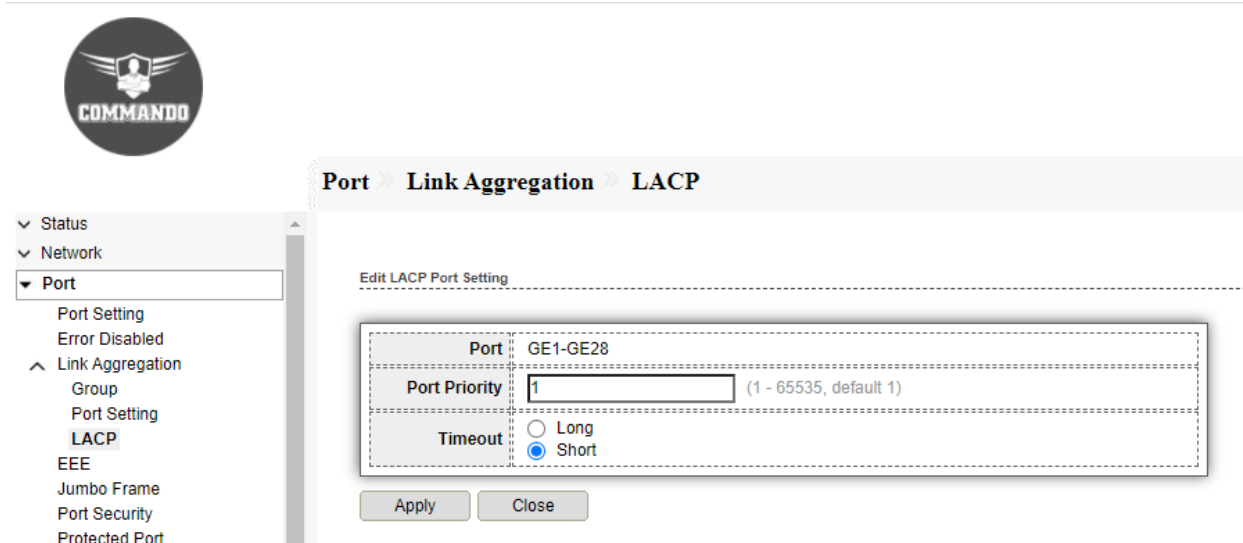 COMMANDO
Port » Link Aggregation » LACP
Status
Network
Port
Port Setting
Error Disabled
Link Aggregation
Group
Port Setting
LACP
EEE
Jumbo Frame
Port Security
Protected Port
Edit LACP Port Setting
Port GE1-GE28
Port Priority 1 (1 - 65535, default 1)
Timeout Long
Short
Apply Close